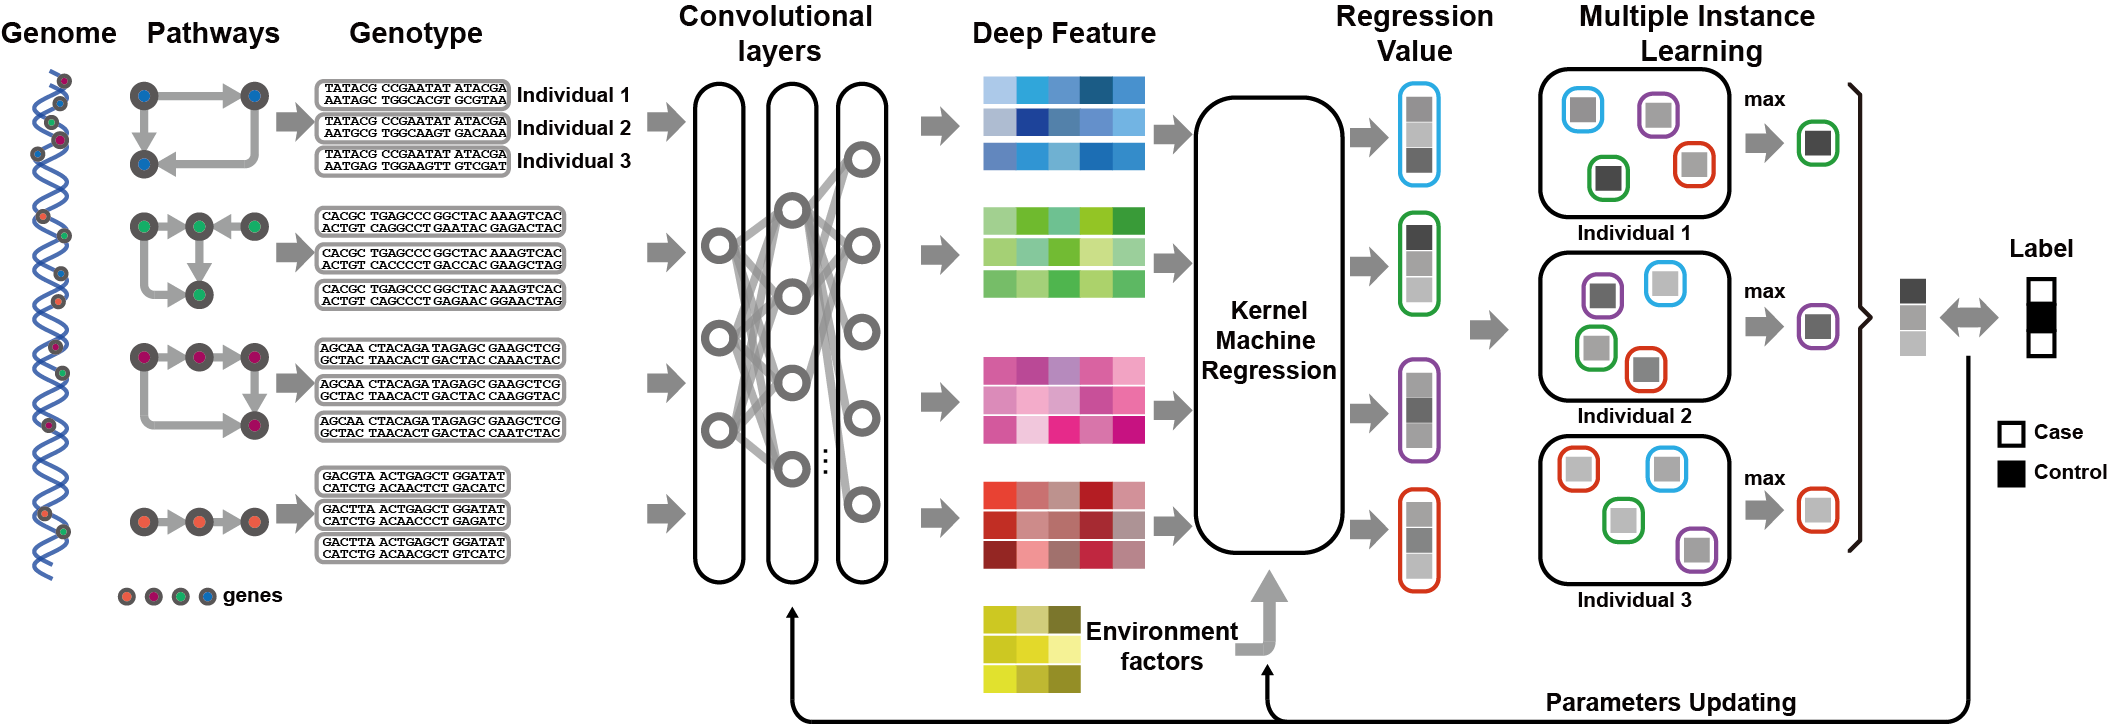 Genome
Pathways
Genotype
Convolutional
layers
Deep Feature
Regression
Value
Multiple Instance
Learning
TATACG CCGAATAT ATACGA
AATAGC TGGCACGT GCGTAA
Individual 1
TATACG CCGAATAT ATACGA
AATGCG TGGCAAGT GACAAA
Individual 2
TATACG CCGAATAT ATACGA
AATGAG TGGAAGTT GTCGAT
Individual 3
CACGC TGAGCCC GGCTAC AAAGTCAC
ACTGT CAGGCCT GAATAC GAGACTAC
CACGC TGAGCCC GGCTAC AAAGTCAC
ACTGT CACCCCT GACCAC GAAGCTAG
CACGC TGAGCCC GGCTAC AAAGTCAC
ACTGT CAGCCCT GAGAAC GGAACTAG
AGCAA CTACAGA TAGAGC GAAGCTCG
GCTAC TAACACT GACTAC CAAACTAC
AGCAA CTACAGA TAGAGC GAAGCTCG
GCTAC TAACACT GACTAC CAAGGTAC
AGCAA CTACAGA TAGAGC GAAGCTCG
GCTAC TAACACT GACTAC CAATCTAC
GACGTA ACTGAGCT GGATAT
CATCTG ACAACTCT GACATC
GACTTA ACTGAGCT GGATAT
CATCTG ACAACCCT GAGATC
GACTTA ACTGAGCT GGATAT
CATCTG ACAACGCT GTCATC
genes
Kernel
Machine
Regression
Environment
factors
max
Individual 1
max
Individual 2
max
Individual 3
Label
Case
Control
Parameters Updating